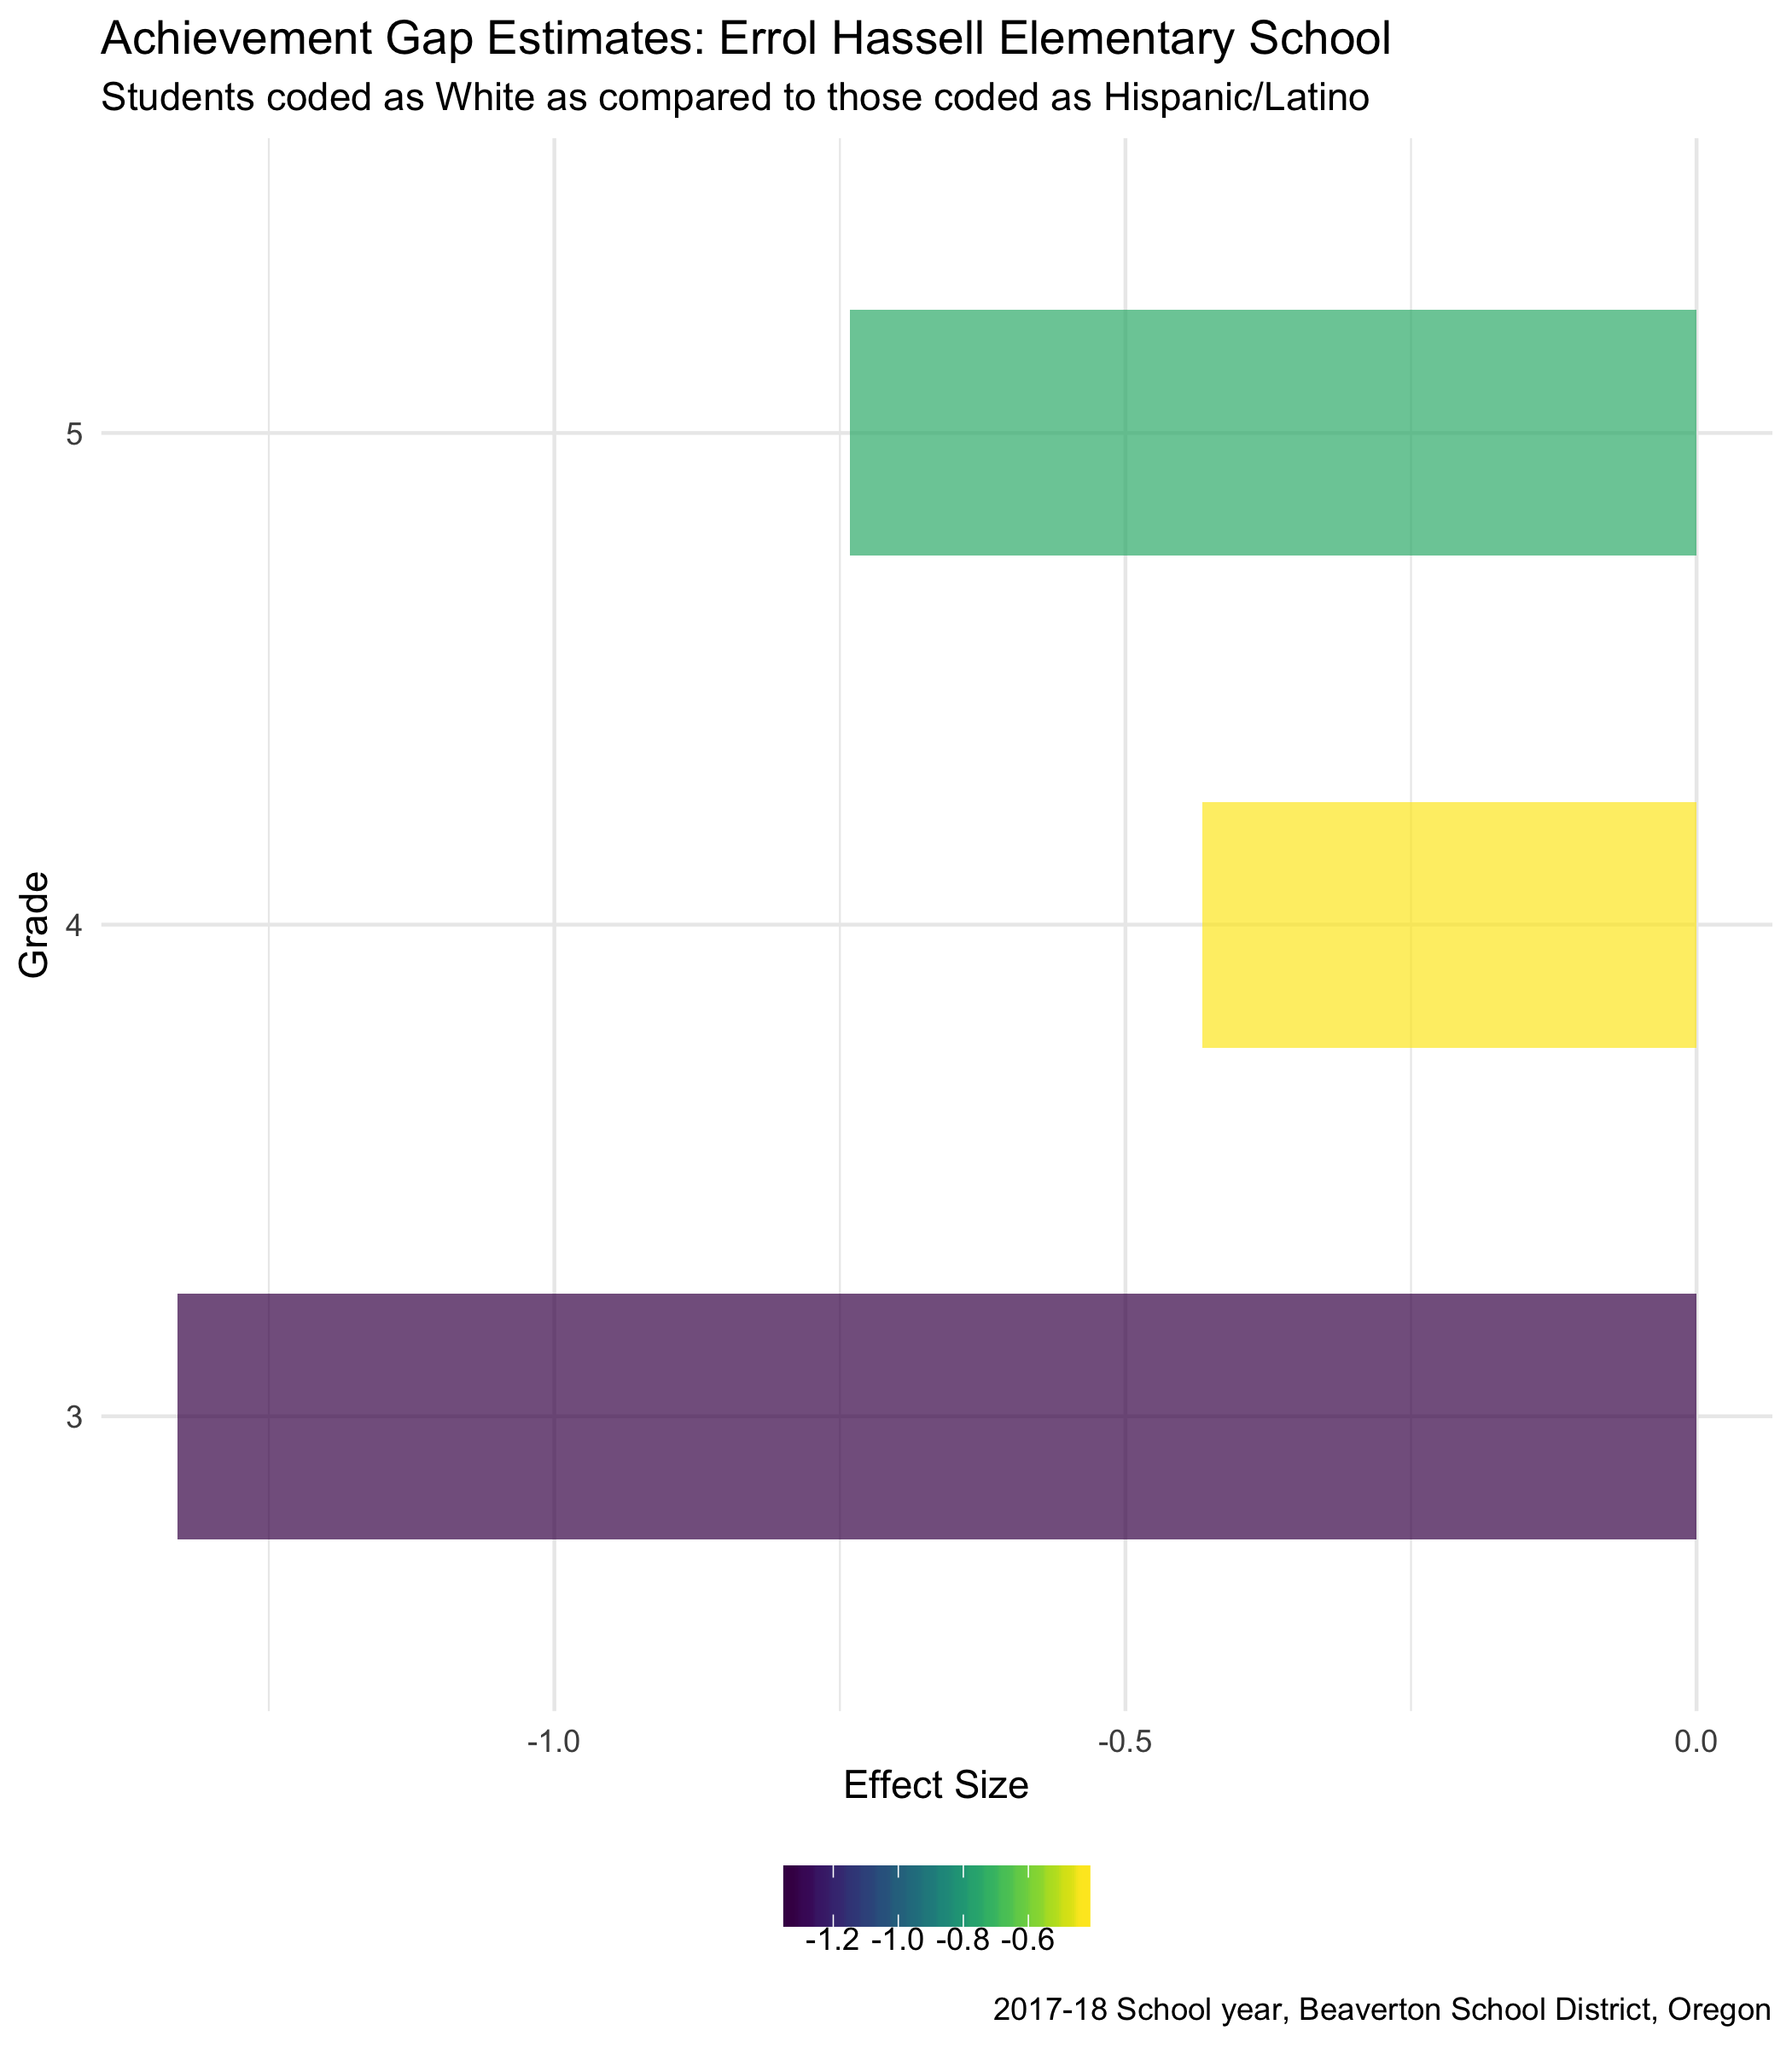 Achievement Gap Estimates: Errol Hassell Elementary School
Students coded as White as compared to those coded as Hispanic/Latino
5
4
3
Grade
-1.0 -0.5 0.0
Effect Size
-1.2 -1.0 -0.8 -0.6
2017-18 School year, Beaverton School District, Oregon